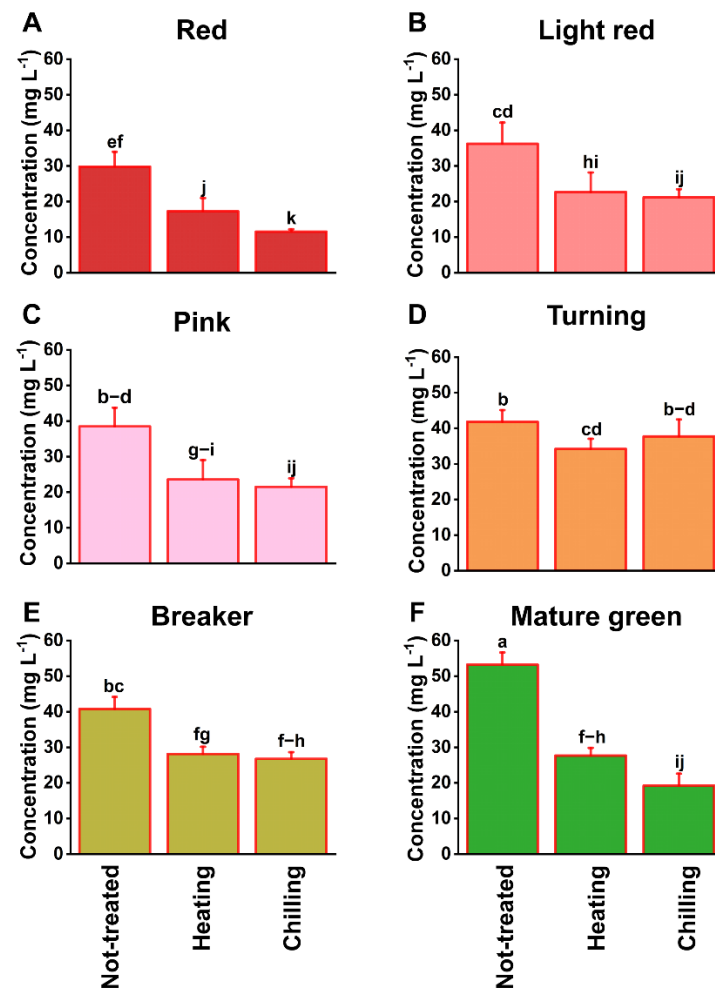 A
Red
Concentration (mg L⁻¹)
60
50
40
30
20
10
0
ef
j
k
B
Light red
Concentration (mg L⁻¹)
60
50
40
30
20
10
0
cd
hi
ij
C
Pink
Concentration (mg L⁻¹)
60
50
40
30
20
10
0
b–d
g–i
ij
D
Turning
Concentration (mg L⁻¹)
60
50
40
30
20
10
0
b
cd
b–d
E
Breaker
Concentration (mg L⁻¹)
60
50
40
30
20
10
0
bc
fg
f–h
Not-treated
Heating
Chilling
F
Mature green
Concentration (mg L⁻¹)
60
50
40
30
20
10
0
a
f–h
ij
Not-treated
Heating
Chilling